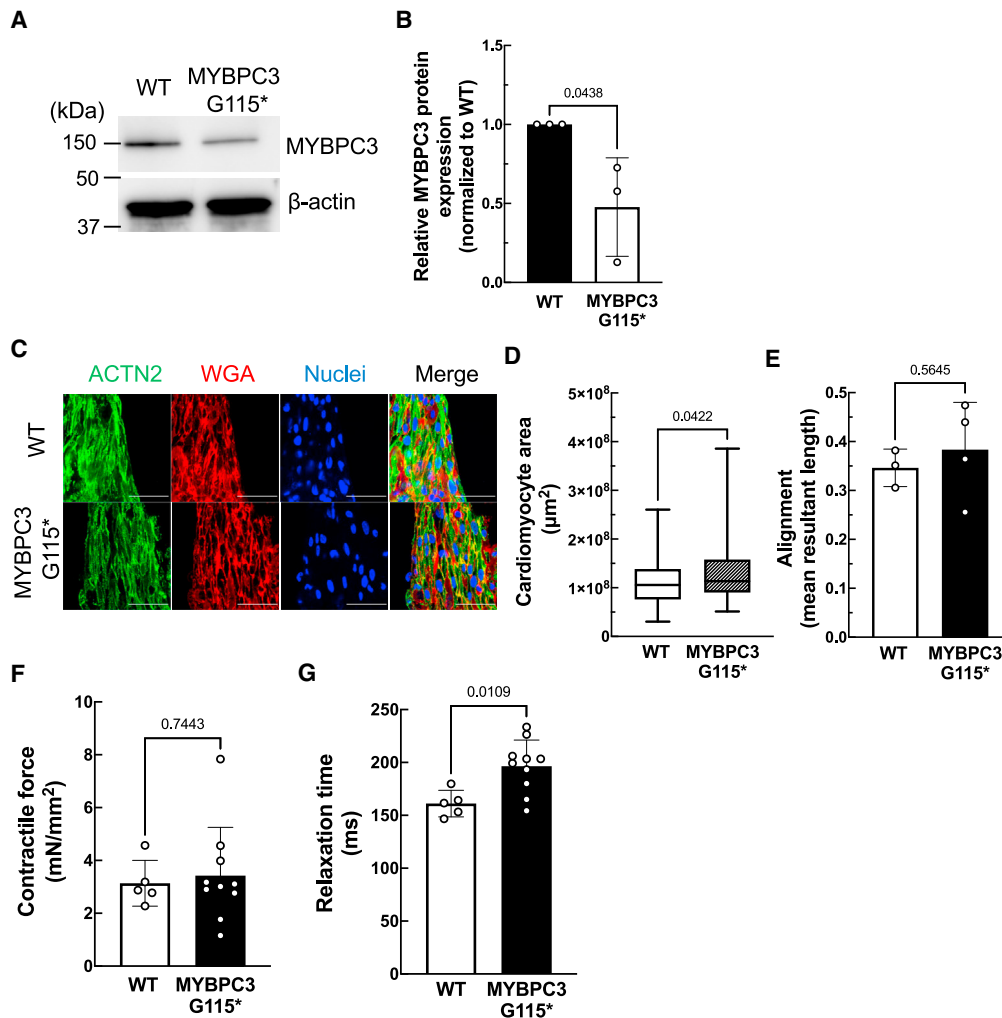 A
WT
MYBPC3
G115*
(kDa)
150
MYBPC3
50
β-actin
37
B
Relative MYBPC3 protein
expression
(normalized to WT)
1.5
1.0
0.5
0.0
0.0438
WT
MYBPC3
G115*
C
ACTN2
WGA
Nuclei
Merge
WT
MYBPC3
G115*
D
Cardiomyocyte area
(µm²)
5×10⁸
4×10⁸
3×10⁸
2×10⁸
1×10⁸
0
0.0422
WT
MYBPC3
G115*
E
Alignment
(mean resultant length)
0.5
0.4
0.3
0.2
0.1
0.0
0.5645
WT
MYBPC3
G115*
F
Contractile force
(mN/mm²)
10
8
6
4
2
0
0.7443
WT
MYBPC3
G115*
G
Relaxation time
(ms)
250
200
150
100
50
0
0.0109
WT
MYBPC3
G115*